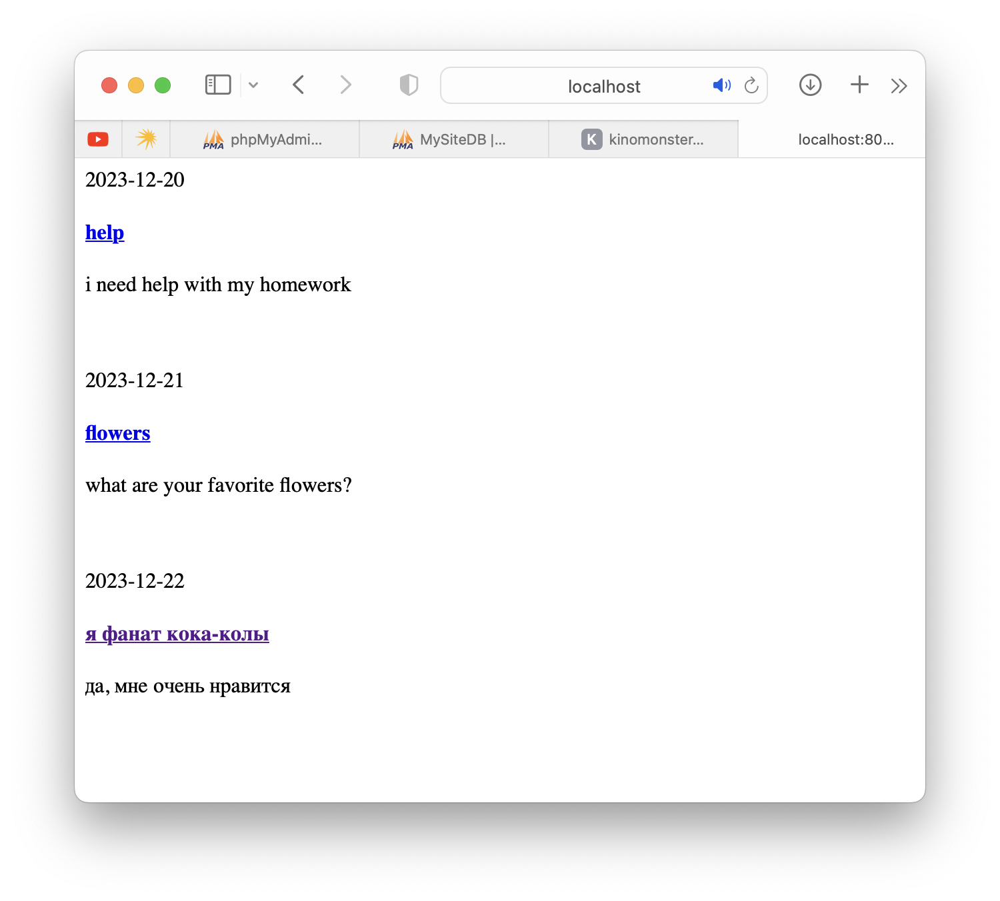 localhost
PMA phpMyAdmi...
PMA MySiteDB |...
K kinomonster...
localhost:80...
2023-12-20
help
i need help with my homework
2023-12-21
flowers
what are your favorite flowers?
2023-12-22
я фанат кока-колы
да, мне очень нравится